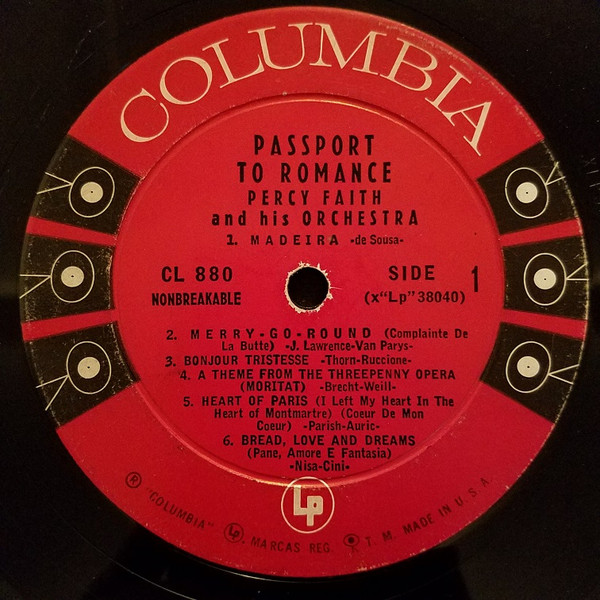 COLUMBIA
PASSPORT
TO ROMANCE
PERCY FAITH
and his ORCHESTRA
1. MADEIRA -de Sousa-
CL 880
NONBREAKABLE
SIDE 1
(x"Lp" 38040)
2. MERRY-GO-ROUND (Complainte De
La Butte) -J. Lawrence-Van Parys-
3. BONJOUR TRISTESSE -Thorn-Ruccione-
4. A THEME FROM THE THREEPENNY OPERA
(MORITAT) -Brecht-Weill-
5. HEART OF PARIS (I Left My Heart In The
Heart of Montmartre) (Coeur De Mon
Coeur) -Parish-Auric-
6. BREAD, LOVE AND DREAMS
(Pane, Amore E Fantasia)
-Nisa-Cini-
Lp
® "COLUMBIA" Lp MARCAS REG. T. M. MADE IN U.S.A.